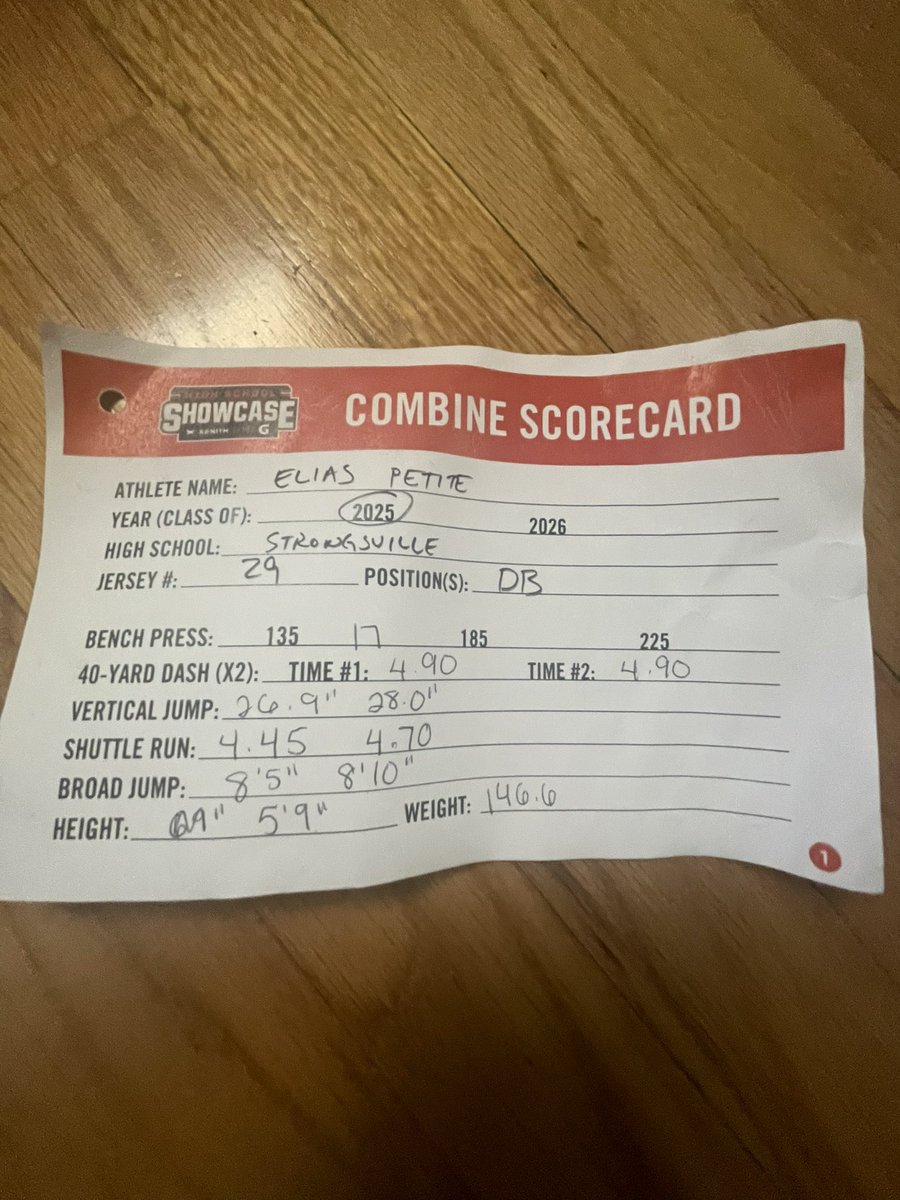 HIGH SCHOOL
SHOWCASE
XENITH G
COMBINE SCORECARD
ATHLETE NAME: ELIAS PETITE
YEAR (CLASS OF): 2025 2026
HIGH SCHOOL: STRONGSVILLE
JERSEY #: 29 POSITION(S): DB
BENCH PRESS: 135 17 185 225
40-YARD DASH (X2): TIME #1: 4.90 TIME #2: 4.90
VERTICAL JUMP: 26.9" 28.0"
SHUTTLE RUN: 4.45 4.70
BROAD JUMP: 8'5" 8'10"
HEIGHT: 5'9" WEIGHT: 146.6
1